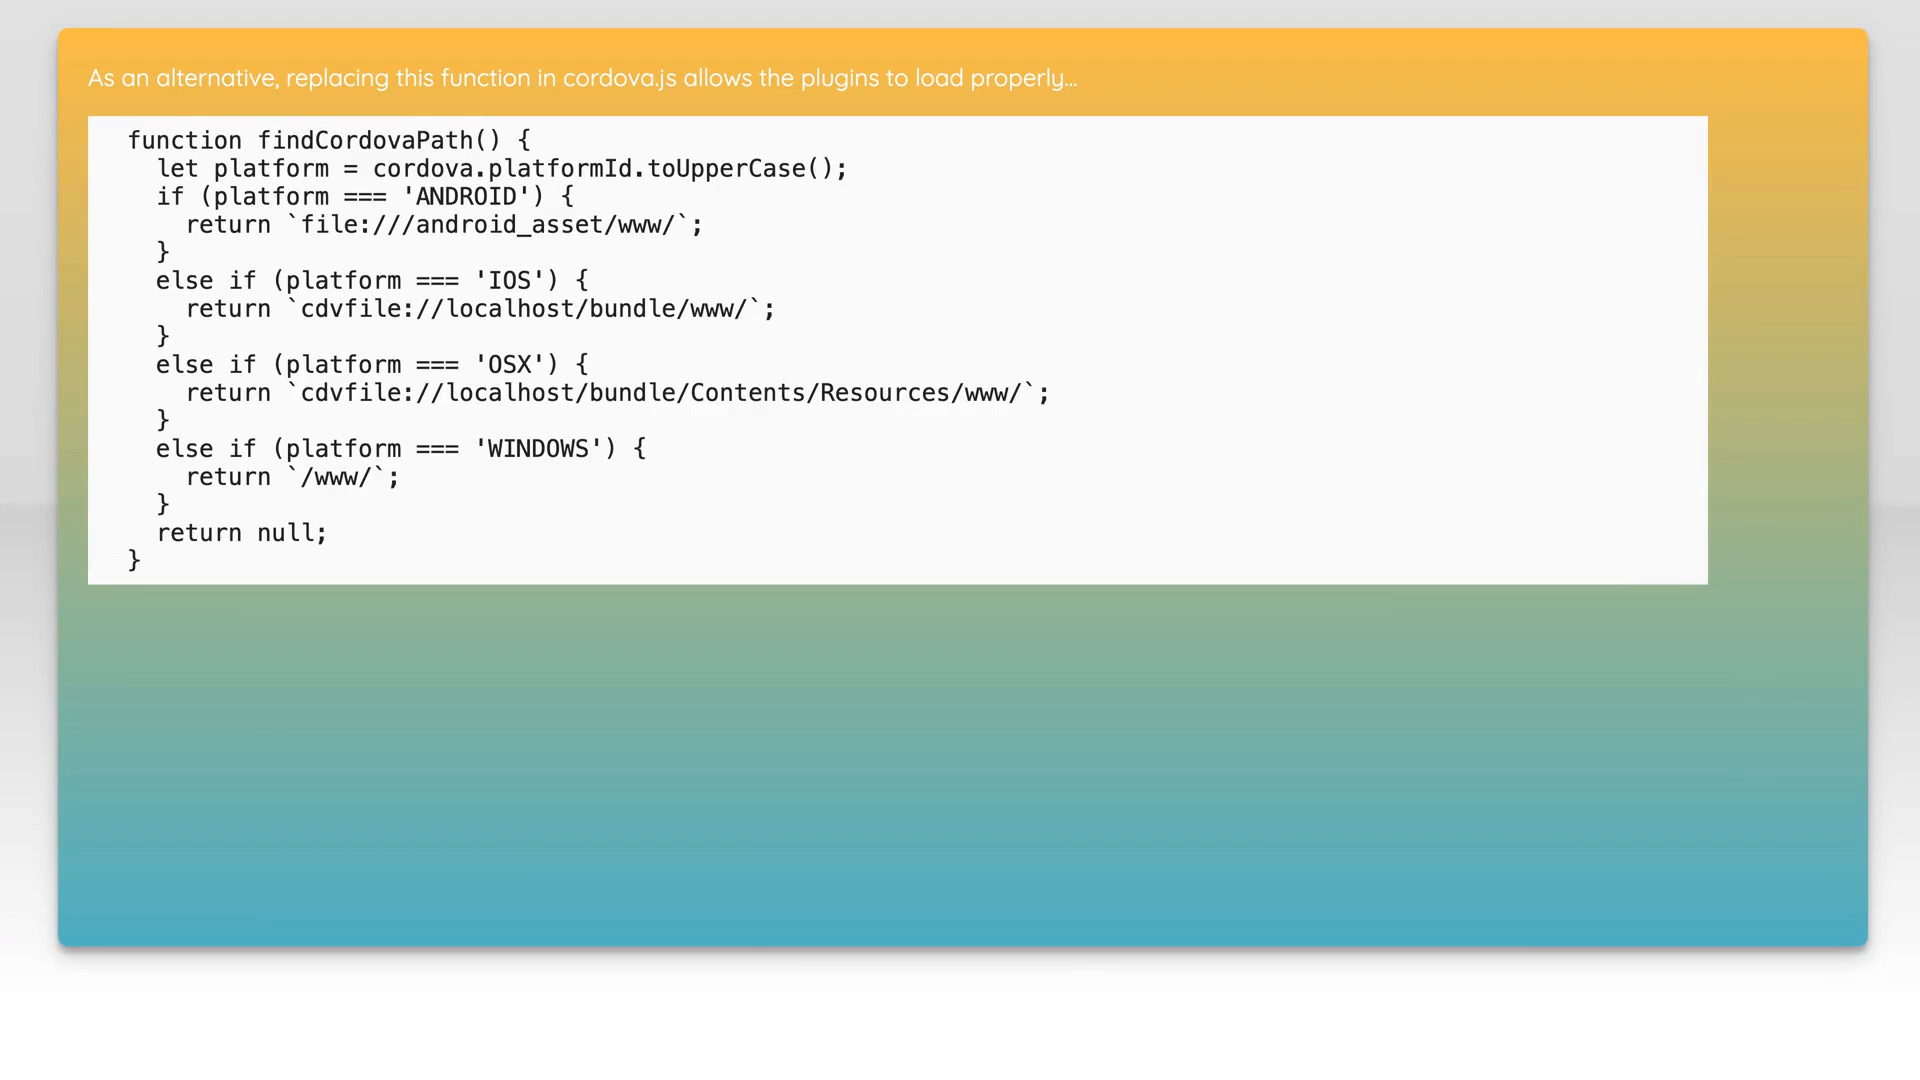 As an alternative, replacing this function in cordova.js allows the plugins to load properly...
function findCordovaPath() {
  let platform = cordova.platformId.toUpperCase();
  if (platform === 'ANDROID') {
    return `file:///android_asset/www/`;
  }
  else if (platform === 'IOS') {
    return `cdvfile://localhost/bundle/www/`;
  }
  else if (platform === 'OSX') {
    return `cdvfile://localhost/bundle/Contents/Resources/www/`;
  }
  else if (platform === 'WINDOWS') {
    return `/www/`;
  }
  return null;
}